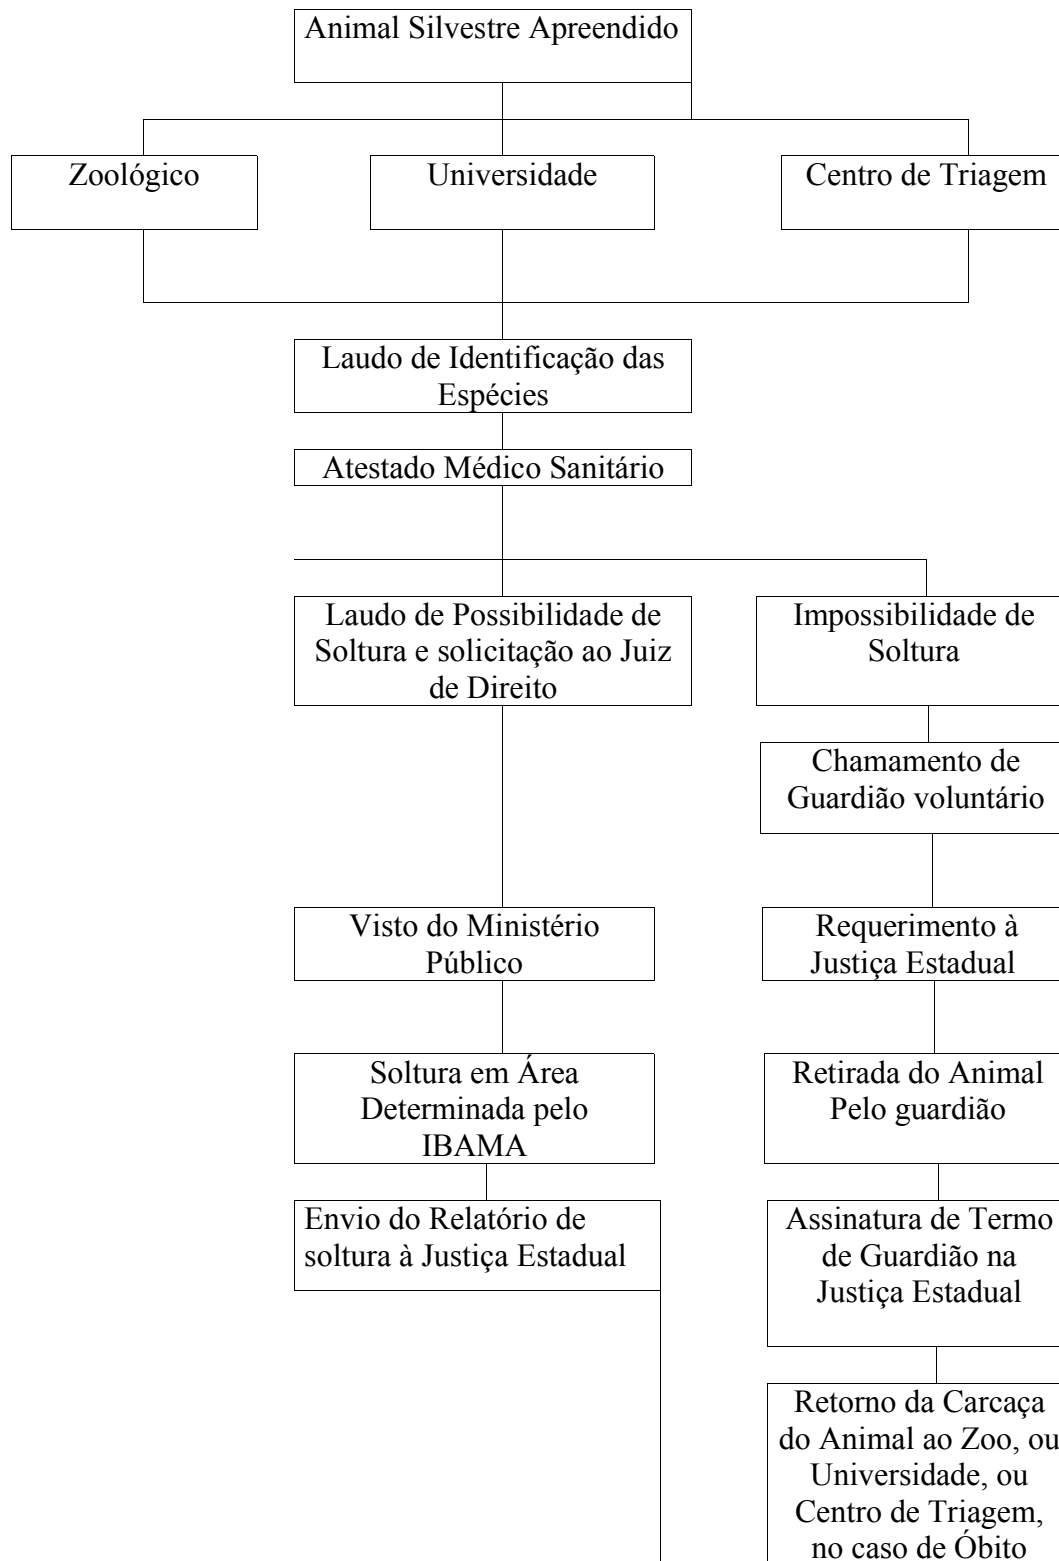 Animal Silvestre Apreendido
Zoológico
Universidade
Centro de Triagem
Laudo de Identificação das
Espécies
Atestado Médico Sanitário
Laudo de Possibilidade de
Soltura e solicitação ao Juiz
de Direito
Impossibilidade de
Soltura
Chamamento de
Guardião voluntário
Visto do Ministério
Público
Requerimento à
Justiça Estadual
Soltura em Área
Determinada pelo
IBAMA
Retirada do Animal
Pelo guardião
Envio do Relatório de
soltura à Justiça Estadual
Assinatura de Termo
de Guardião na
Justiça Estadual
Retorno da Carcaça
do Animal ao Zoo, ou
Universidade, ou
Centro de Triagem,
no caso de Óbito